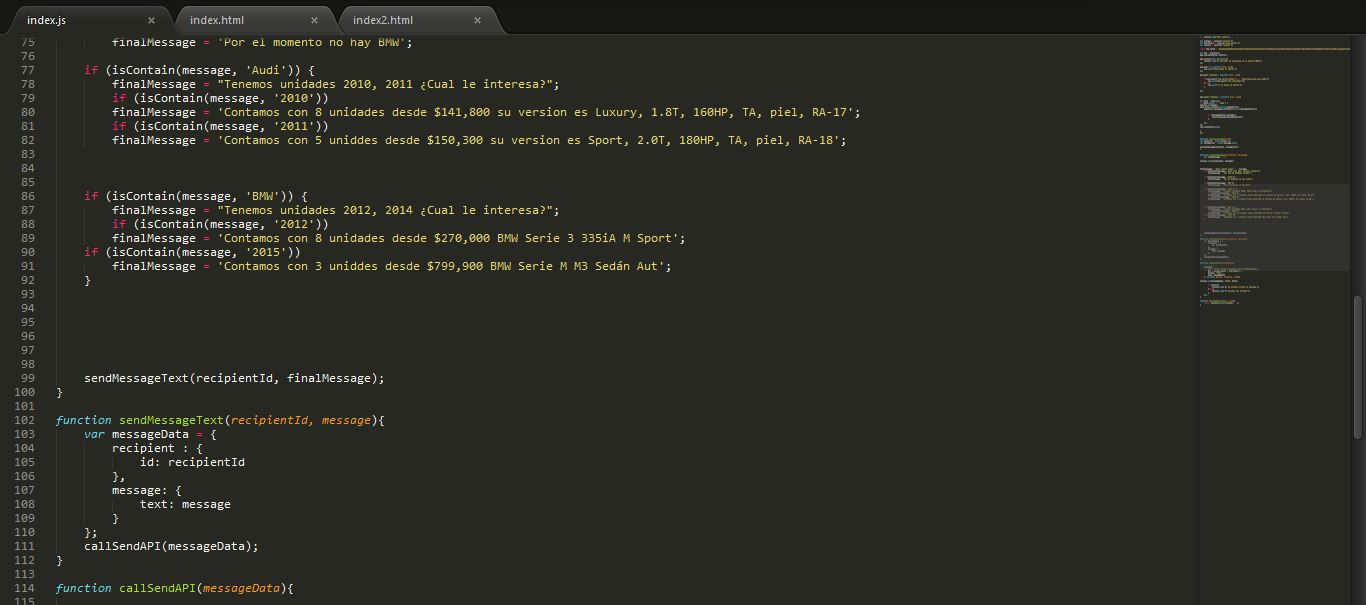 index.js × index.html × index2.html ×
75 finalMessage = 'Por el momento no hay BMW';
76
77 if (isContain(message, 'Audi')) {
78 finalMessage = "Tenemos unidades 2010, 2011 ¿Cual le interesa?";
79 if (isContain(message, '2010'))
80 finalMessage = 'Contamos con 8 unidades desde $141,800 su version es Luxury, 1.8T, 160HP, TA, piel, RA-17';
81 if (isContain(message, '2011'))
82 finalMessage = 'Contamos con 5 unidades desde $150,300 su version es Sport, 2.0T, 180HP, TA, piel, RA-18';
83
84
85
86 if (isContain(message, 'BMW')) {
87 finalMessage = "Tenemos unidades 2012, 2014 ¿Cual le interesa?";
88 if (isContain(message, '2012'))
89 finalMessage = 'Contamos con 8 unidades desde $270,000 BMW Serie 3 335iA M Sport';
90 if (isContain(message, '2015'))
91 finalMessage = 'Contamos con 3 uniddes desde $799,900 BMW Serie M M3 Sedán Aut';
92 }
93
94
95
96
97
98
99 sendMessageText(recipientId, finalMessage);
100 }
101
102 function sendMessageText(recipientId, message){
103 var messageData = {
104 recipient : {
105 id: recipientId
106 },
107 message: {
108 text: message
109 }
110 };
111 callSendAPI(messageData);
112 }
113
114 function callSendAPI(messageData){
115